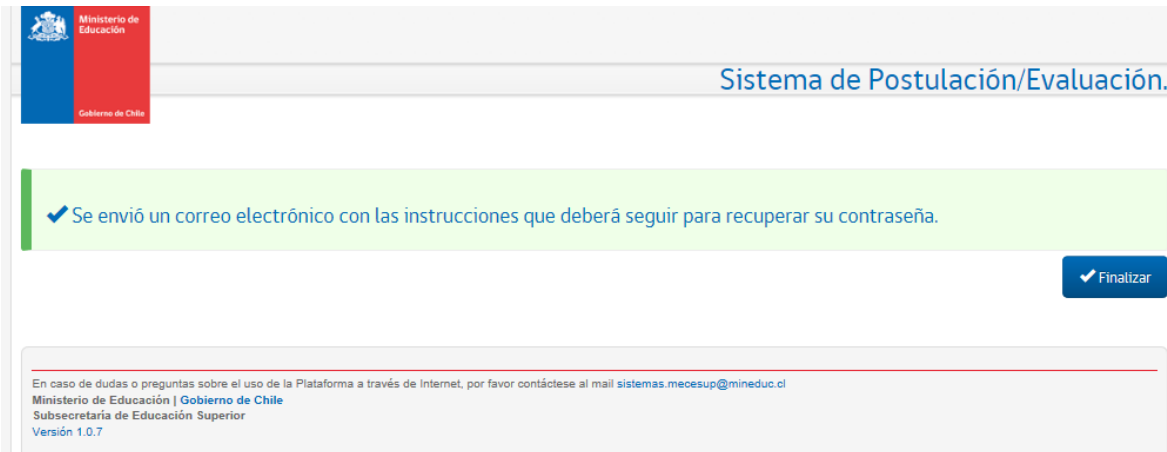 Ministerio de
Educación
Gobierno de Chile
Sistema de Postulación/Evaluación.
Se envió un correo electrónico con las instrucciones que deberá seguir para recuperar su contraseña.
Finalizar
En caso de dudas o preguntas sobre el uso de la Plataforma a través de Internet, por favor contáctese al mail sistemas.mecesup@mineduc.cl
Ministerio de Educación | Gobierno de Chile
Subsecretaría de Educación Superior
Versión 1.0.7